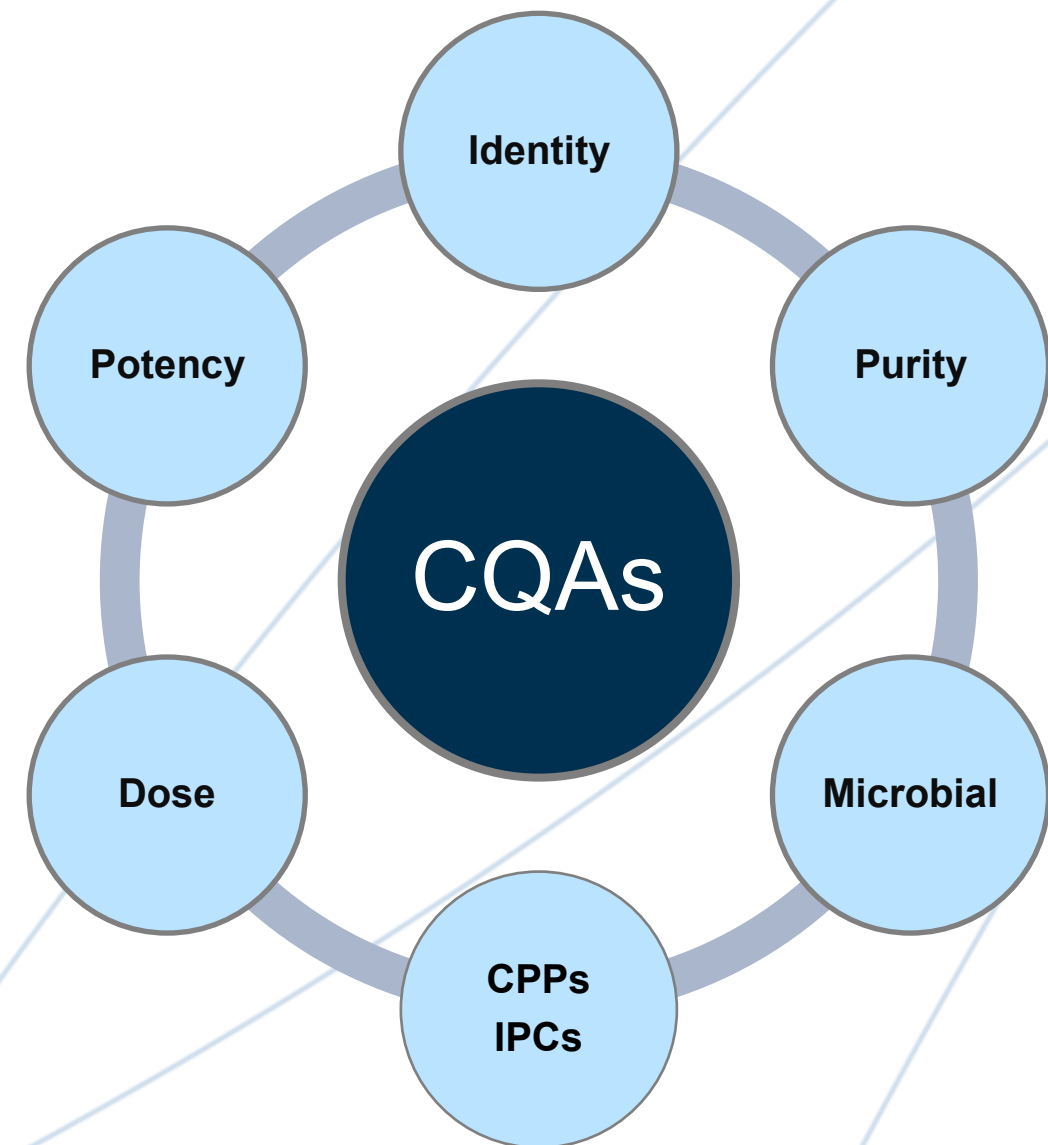 Identity
Potency
Purity
CQAs
Dose
Microbial
CPPs
IPCs